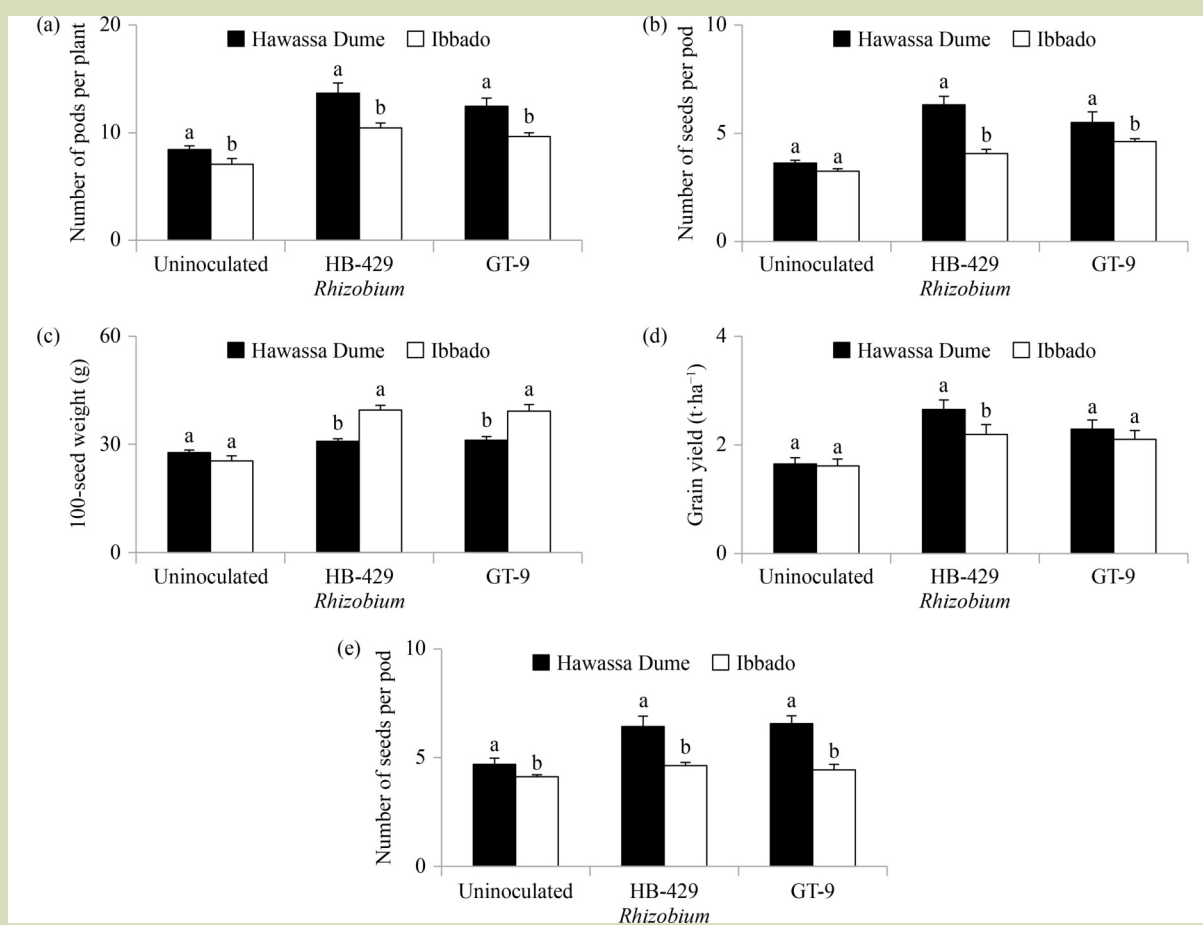 (a)
Number of pods per plant
20
10
0
Hawassa Dume Ibbado
a b a b a b
Uninoculated HB-429 GT-9
Rhizobium
(b)
Number of seeds per pod
10
5
0
Hawassa Dume Ibbado
a a a b a b
Uninoculated HB-429 GT-9
Rhizobium
(c)
100-seed weight (g)
60
30
0
Hawassa Dume Ibbado
a a b a b a
Uninoculated HB-429 GT-9
Rhizobium
(d)
Grain yield (t·ha⁻¹)
4
2
0
Hawassa Dume Ibbado
a a a b a a
Uninoculated HB-429 GT-9
Rhizobium
(e)
Number of seeds per pod
10
5
0
Hawassa Dume Ibbado
a b a b a b
Uninoculated HB-429 GT-9
Rhizobium